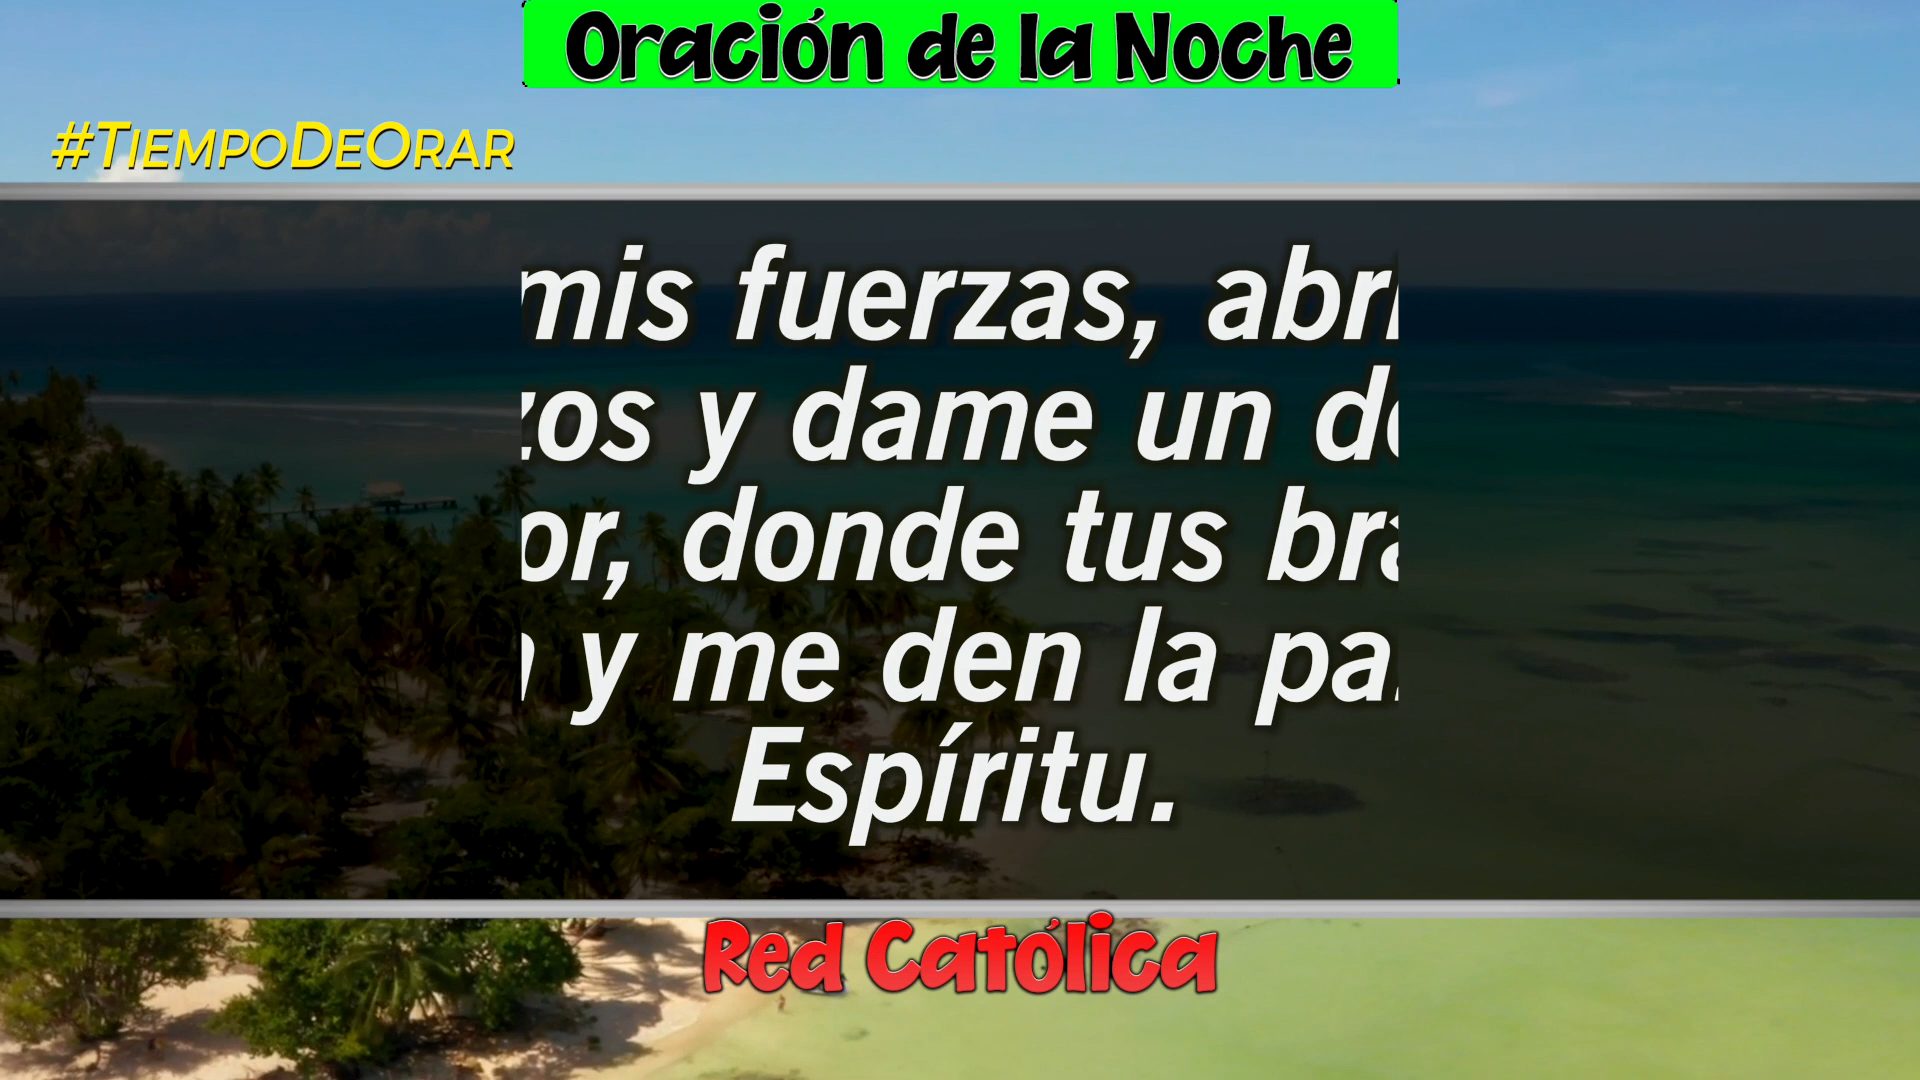 Oración de la Noche
#TiempoDeOrar
mis fuerzas,
y dame un
donde tus
y me den la
Espíritu.
Red Católica